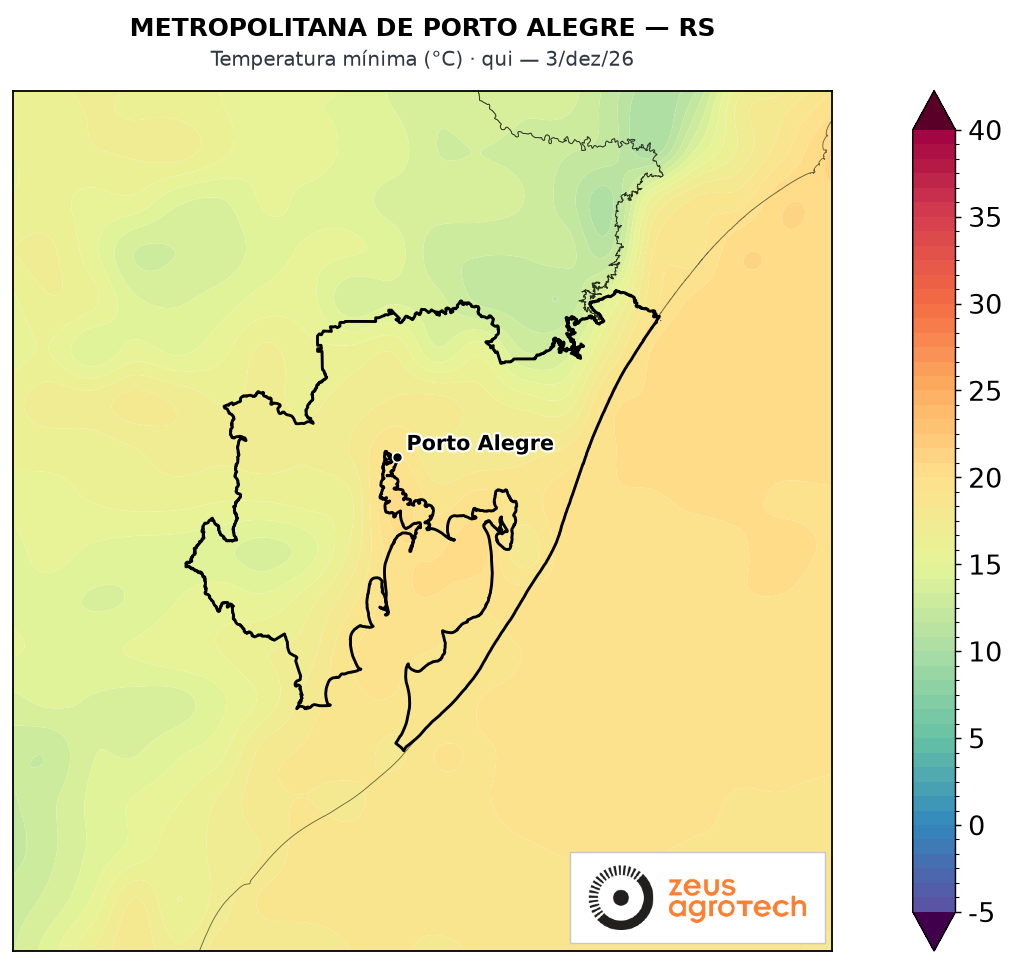 METROPOLITANA DE PORTO ALEGRE — RS
Temperatura mínima (°C) · qui — 3/dez/26
Porto Alegre
40
35
30
25
20
15
10
5
0
-5
zeus
agrotech